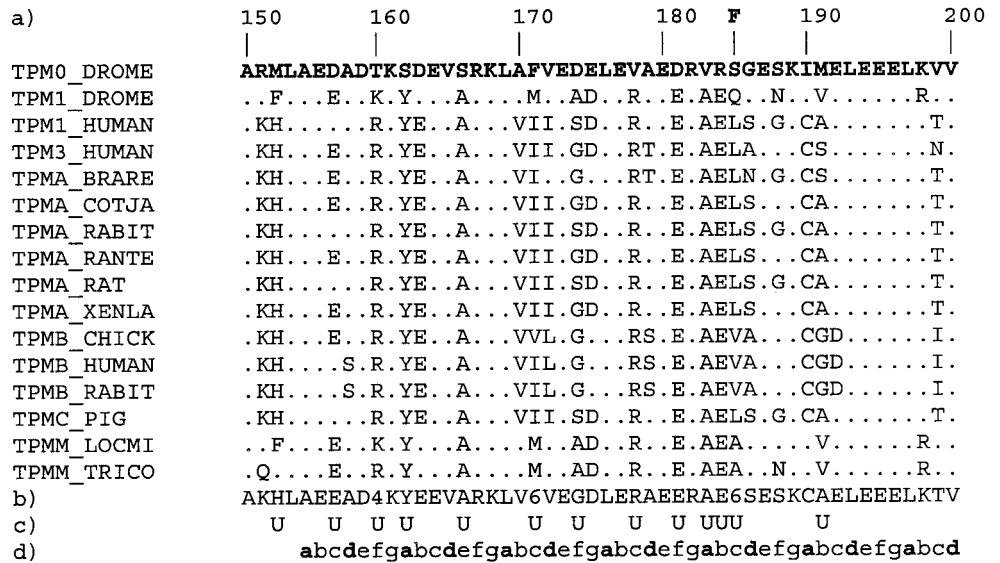 a) 150 160 170 180 F 190 200
TPM0_DROME ARMLAEDADTKSDEVSRKLAFVEDELEVAEDRVRSGESKIMELEEELKVV
TPM1_DROME ..F...E..K.Y...A....M..AD..R..E.AEQ..N..V......R..
TPM1_HUMAN .KH......R.YE..A...VII.SD..R..E.AELS.G.CA.......T.
TPM3_HUMAN .KH......R.YE..A...VII.GD..RT.E.AELA...CS.......N.
TPMA_BRARE .KH...E..R.YE..A...VI..G...RT.E.AELN.G.CS.......T.
TPMA_COTJA .KH...E..R.YE..A...VII.GD..R..E.AELS...CA.......T.
TPMA_RABIT .KH......R.YE..A...VII.SD..R..E.AELS.G.CA.......T.
TPMA_RANTE .KH...E..R.YE..A...VII.GD..R..E.AELS...CA.......T.
TPMA_RAT .KH......R.YE..A...VII.SD..R..E.AELS.G.CA.......T.
TPMA_XENLA .KH...E..R.YE..A...VII.GD..R..E.AELS...CA.......T.
TPMB_CHICK .KH...E..R.YE..A...VVL.G...RS.E.AEVA...CGD......I.
TPMB_HUMAN .KH....S.R.YE..A...VIL.G...RS.E.AEVA...CGD......I.
TPMB_RABIT .KH....S.R.YE..A...VIL.G...RS.E.AEVA...CGD......I.
TPMC_PIG .KH......R.YE..A...VII.SD..R..E.AELS.G.CA.......T.
TPMM_LOCMI ..F...E..K.Y...A....M..AD..R..E.AEA.....V......R..
TPMM_TRICO .Q....E..R.Y...A....M..AD..R..E.AEA..N..V......R..
b) AKHLAEEAD4KYEEVARKLV6VEGDLERAEERAE6SESKCAELEEELKTV
c) U U U U U U U U U UUU U
d) abcdefgabcdefgabcdefgabcdefgabcdefgabcdefgabcd